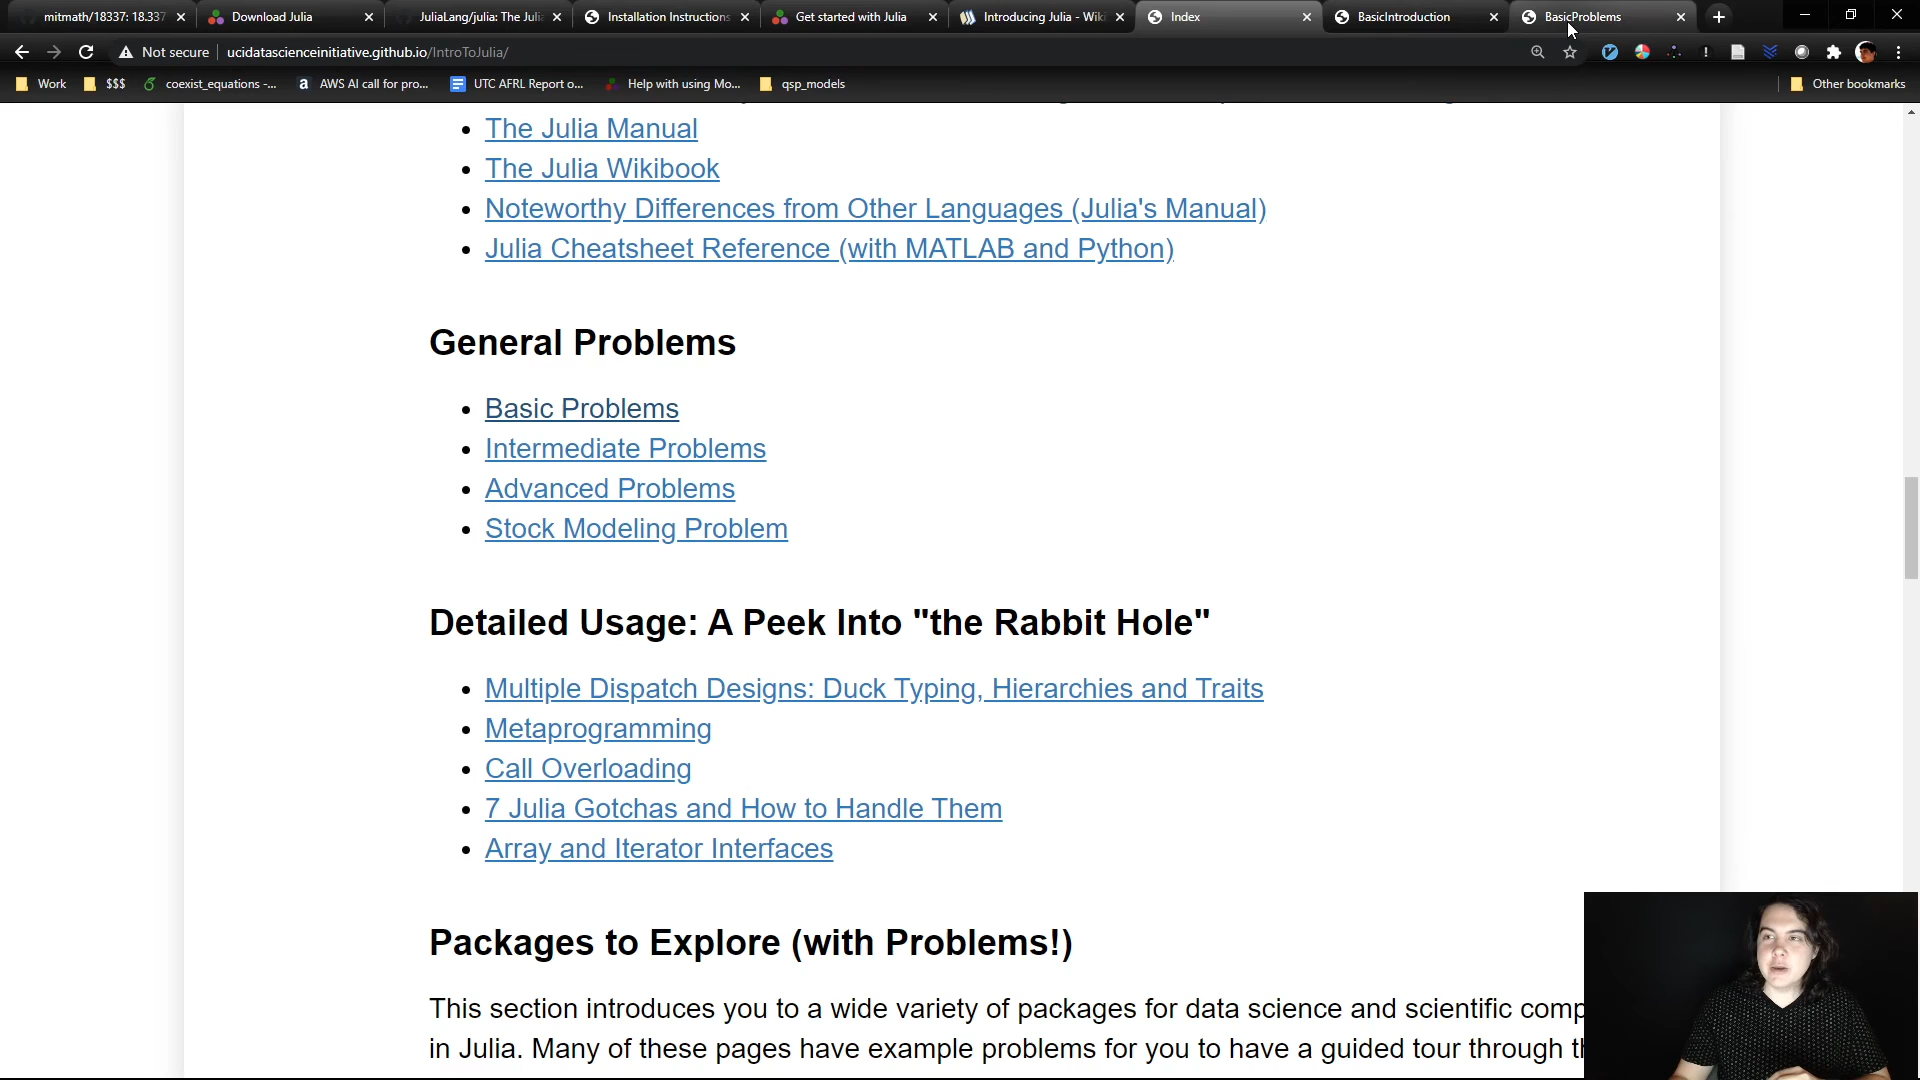 mitmath/18337: 18.337
Download Julia
JuliaLang/julia: The Juli
Installation Instructions
Get started with Julia
Introducing Julia - Wiki
Index
BasicIntroduction
BasicProblems
Not secure
ucidatascienceinitiative.github.io/IntroToJulia/
Work
$$$
coexist_equations -...
AWS AI call for pro...
UTC AFRL Report o...
Help with using Mo...
qsp_models
Other bookmarks
The Julia Manual
The Julia Wikibook
Noteworthy Differences from Other Languages (Julia's Manual)
Julia Cheatsheet Reference (with MATLAB and Python)
General Problems
Basic Problems
Intermediate Problems
Advanced Problems
Stock Modeling Problem
Detailed Usage: A Peek Into "the Rabbit Hole"
Multiple Dispatch Designs: Duck Typing, Hierarchies and Traits
Metaprogramming
Call Overloading
7 Julia Gotchas and How to Handle Them
Array and Iterator Interfaces
Packages to Explore (with Problems!)
This section introduces you to a wide variety of packages for data science and scientific comp
in Julia. Many of these pages have example problems for you to have a guided tour through